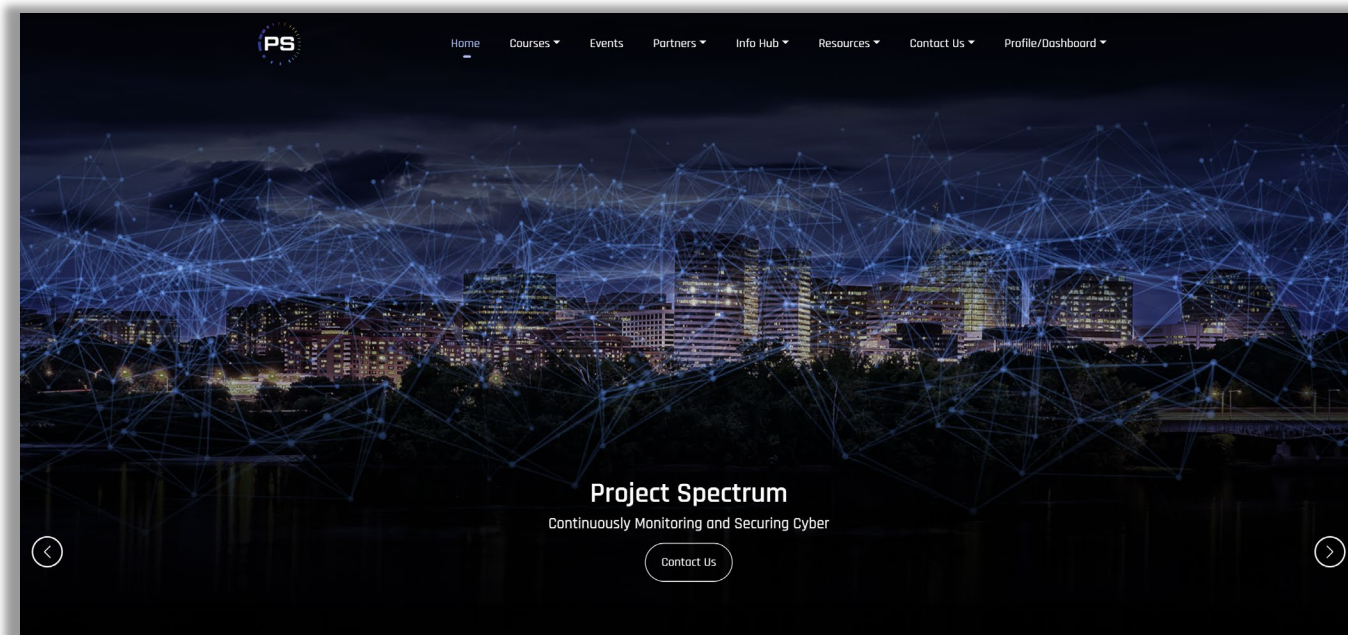 PS
Home Courses Events Partners Info Hub Resources Contact Us Profile/Dashboard
Project Spectrum
Continuously Monitoring and Securing Cyber
Contact Us